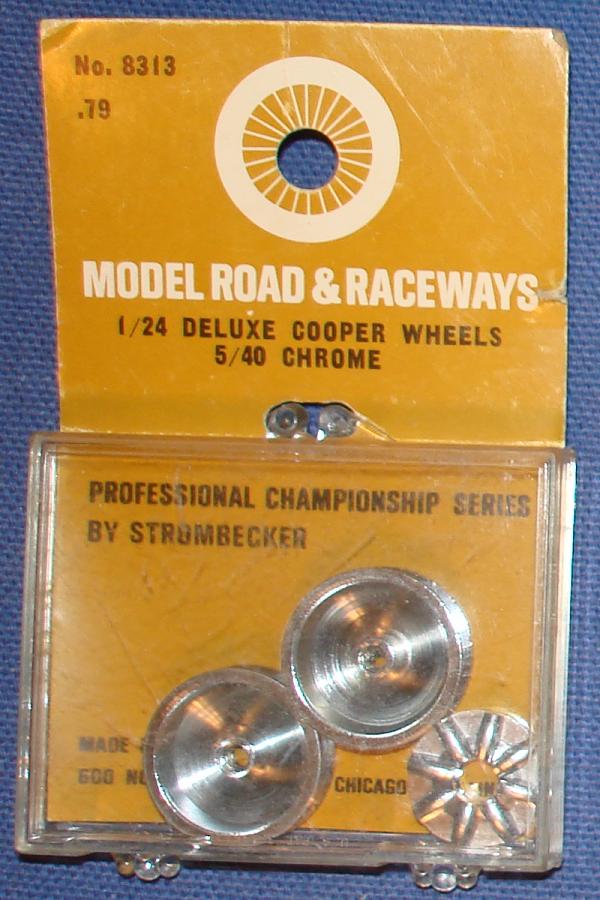 No. 8313
.79
MODEL ROAD & RACEWAYS
1/24 DELUXE COOPER WHEELS
5/40 CHROME
PROFESSIONAL CHAMPIONSHIP SERIES
BY STROMBECKER
MADE
600 CHICAGO